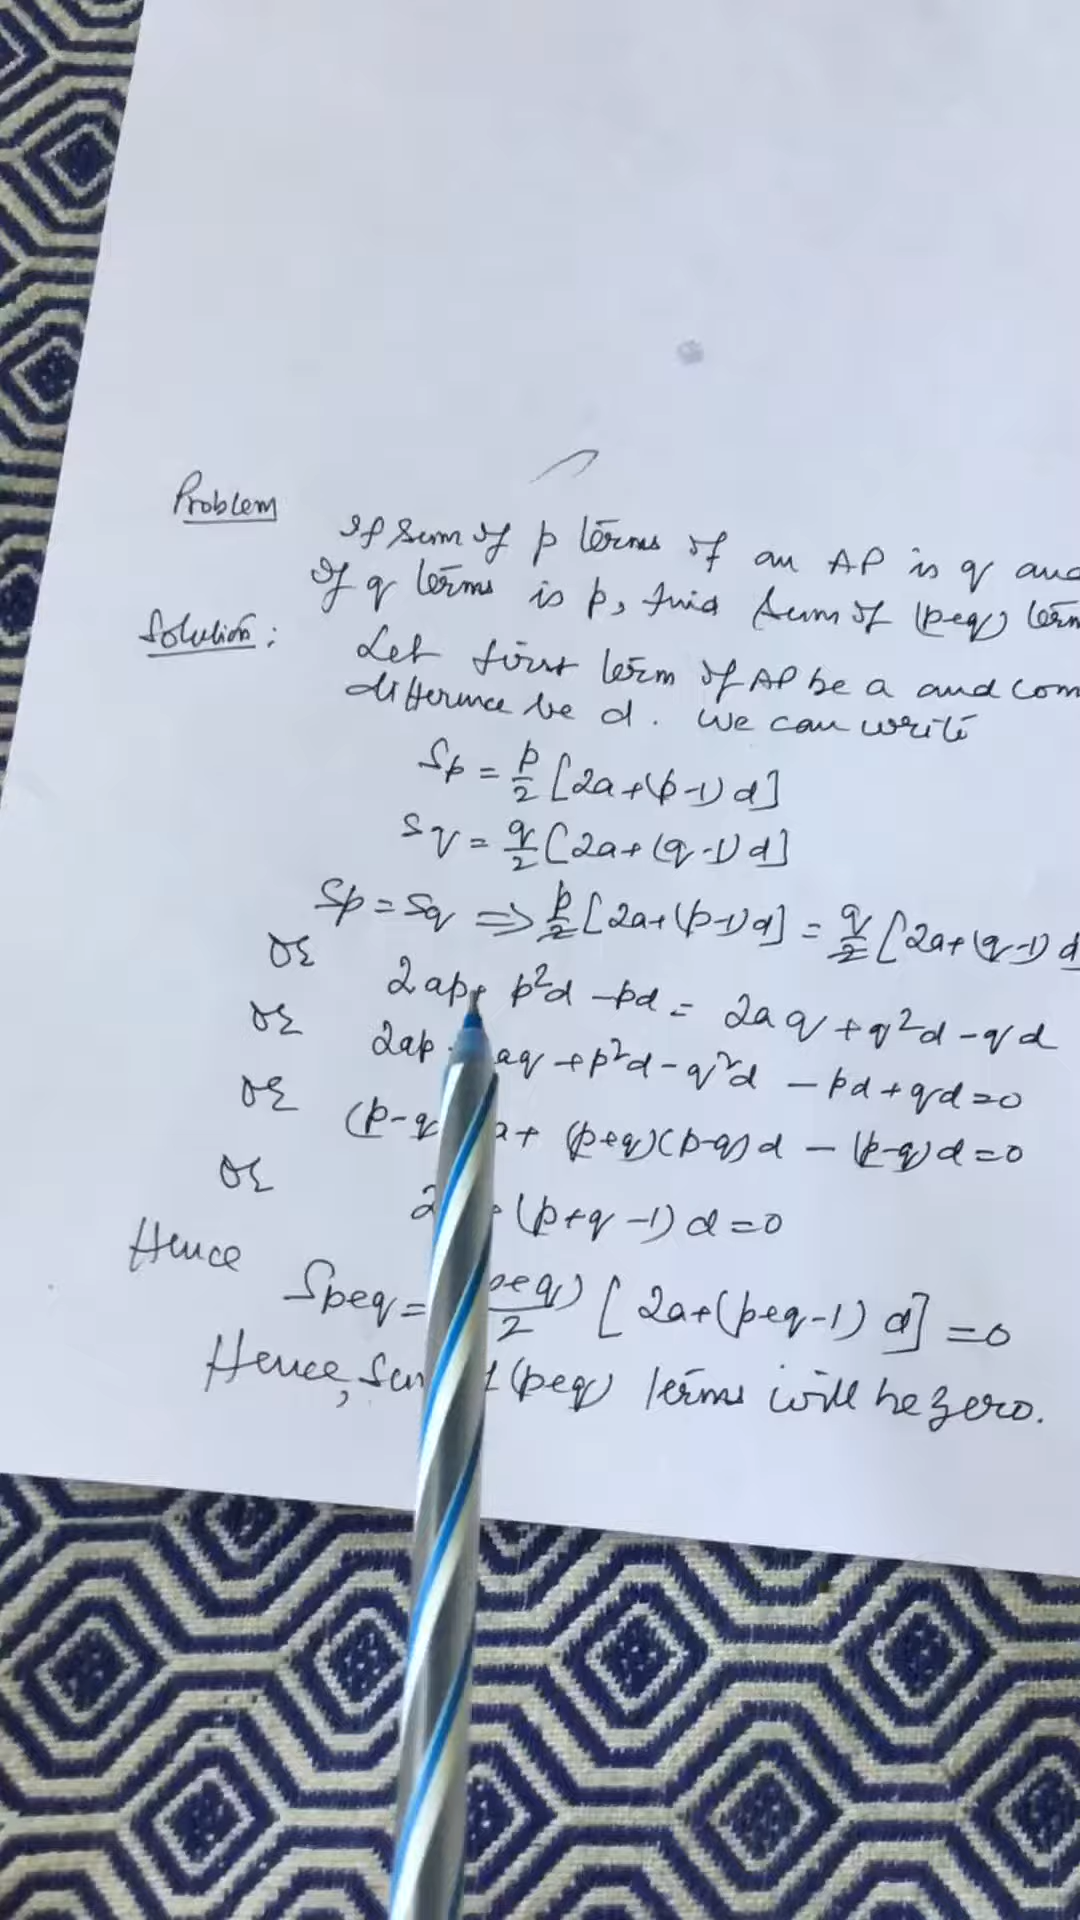 Problem
If Sum of p terms of an AP is q and
of q terms is p, find Sum of (p+q)
Solution: Let first term of AP be a and
difference be d. We can write
Sp = p/2 [2a+(p-1)d]
Sq = q/2 [2a+(q-1)d]
Sp = Sq ⇒ p/2 [2a+(p-1)d] = q/2 [2a+(q-1)d
or 2ap + p²d - pd = 2aq + q²d - qd
or 2ap aq + p²d - q²d - pd + qd = 0
or (p-q a + (p+q)(p-q)d - (p-q)d = 0
or 2 (p+q-1)d = 0
Hence
Sp+q = p+q)/2 [2a+(p+q-1)d] = 0
Hence, (p+q) terms will be zero.